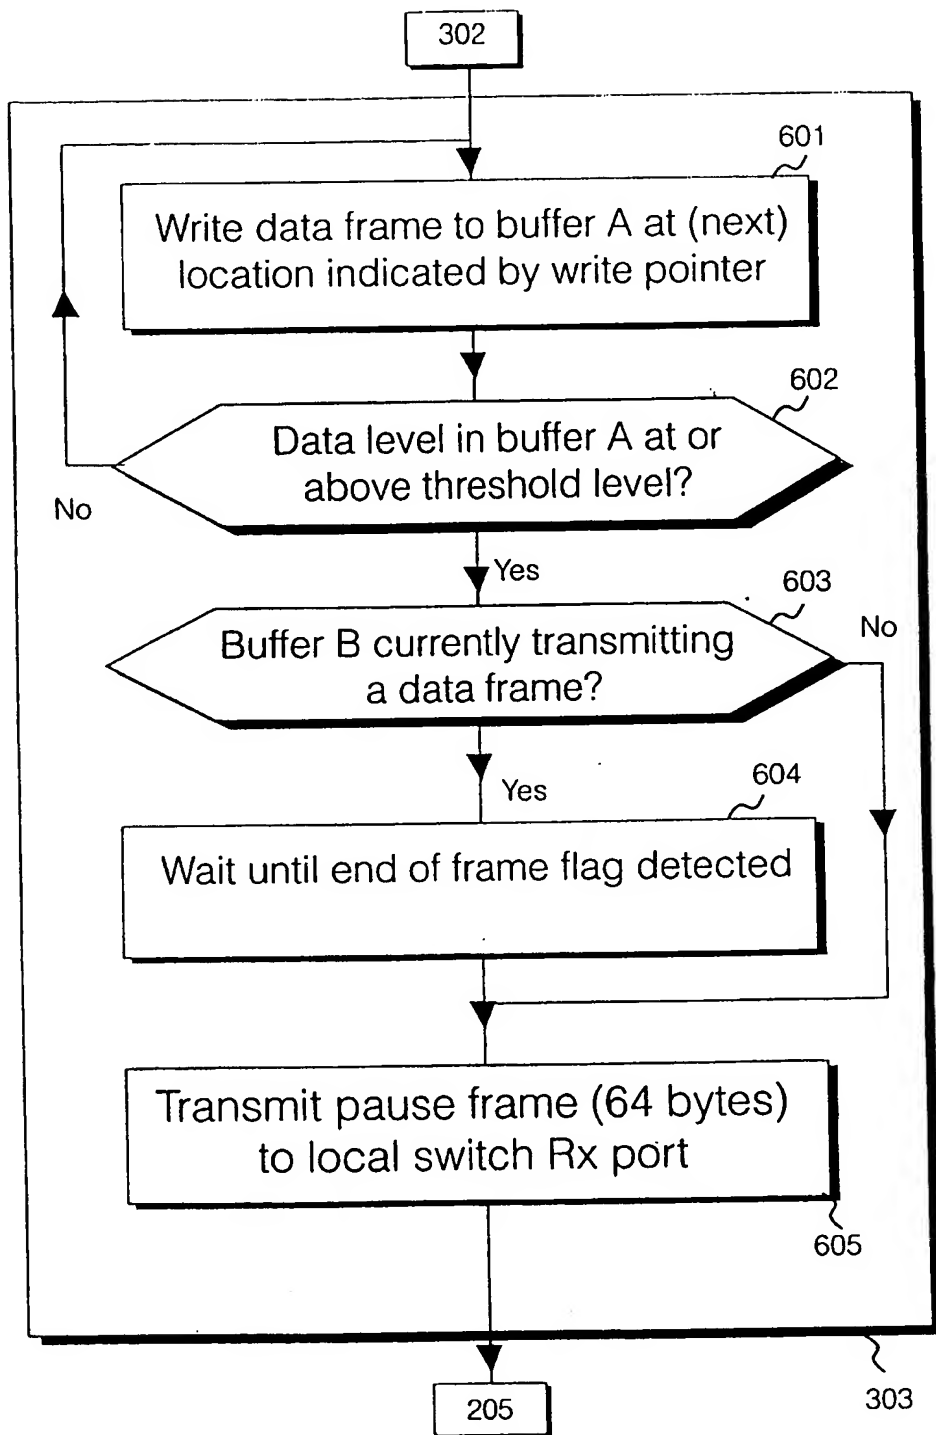 302
601
Write data frame to buffer A at (next)
location indicated by write pointer
602
Data level in buffer A at or
above threshold level?
No
Yes
603
No
Buffer B currently transmitting
a data frame?
Yes
604
Wait until end of frame flag detected
Transmit pause frame (64 bytes)
to local switch Rx port
605
303
205